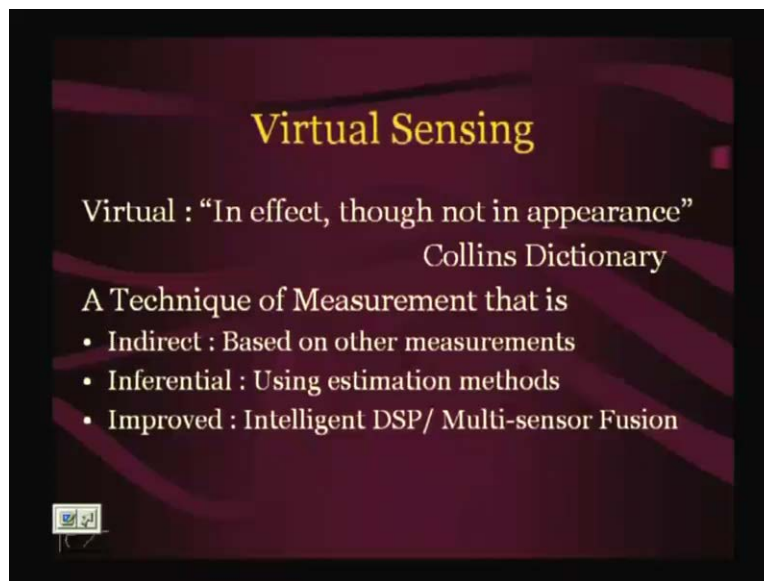 Virtual Sensing
Virtual : “In effect, though not in appearance”
Collins Dictionary
A Technique of Measurement that is
• Indirect : Based on other measurements
• Inferential : Using estimation methods
• Improved : Intelligent DSP/ Multi-sensor Fusion